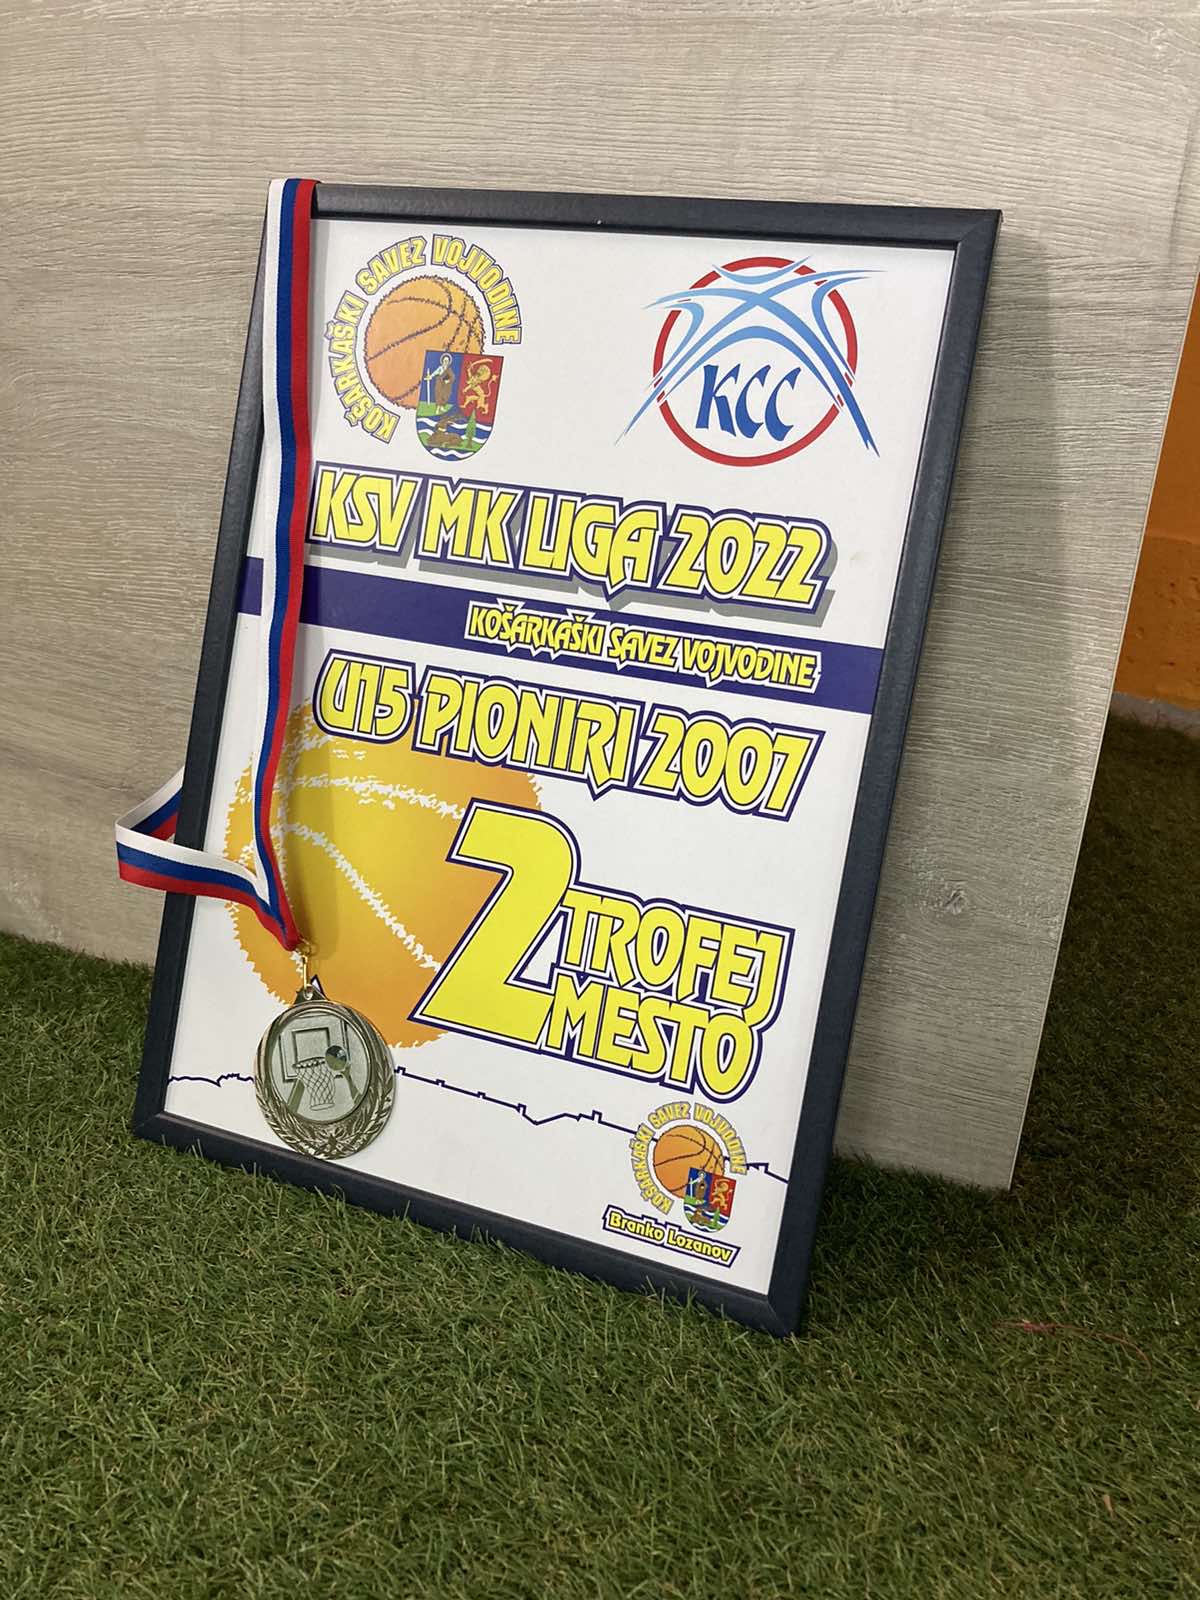 KOŠARKAŠKI SAVEZ VOJVODINE
KSS
KSV MK LIGA 2022
KOŠARKAŠKI SAVEZ VOJVODINE
U15 PIONIRI 2007
2 TROFEJ
MESTO
KOŠARKAŠKI SAVEZ VOJVODINE
Branko Lozanov